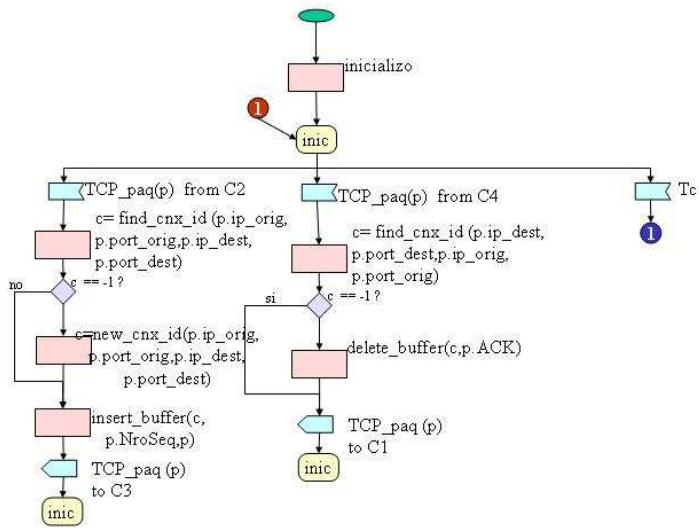 inicializo
1
inic
TCP_paq(p) from C2
TCP_paq(p) from C4
Tc
c= find_cnx_id (p.ip_orig,
p.port_orig,p.ip_dest,
p.port_dest)
c= find_cnx_id (p.ip_dest,
p.port_dest,p.ip_orig,
p.port_orig)
1
no
c == -1 ?
si
c == -1 ?
c=new_cnx_id(p.ip_orig,
p.port_orig,p.ip_dest,
p.port_dest)
delete_buffer(c,p.ACK)
insert_buffer(c,
p.NroSeq,p)
TCP_paq (p)
to C1
TCP_paq (p)
to C3
inic
inic